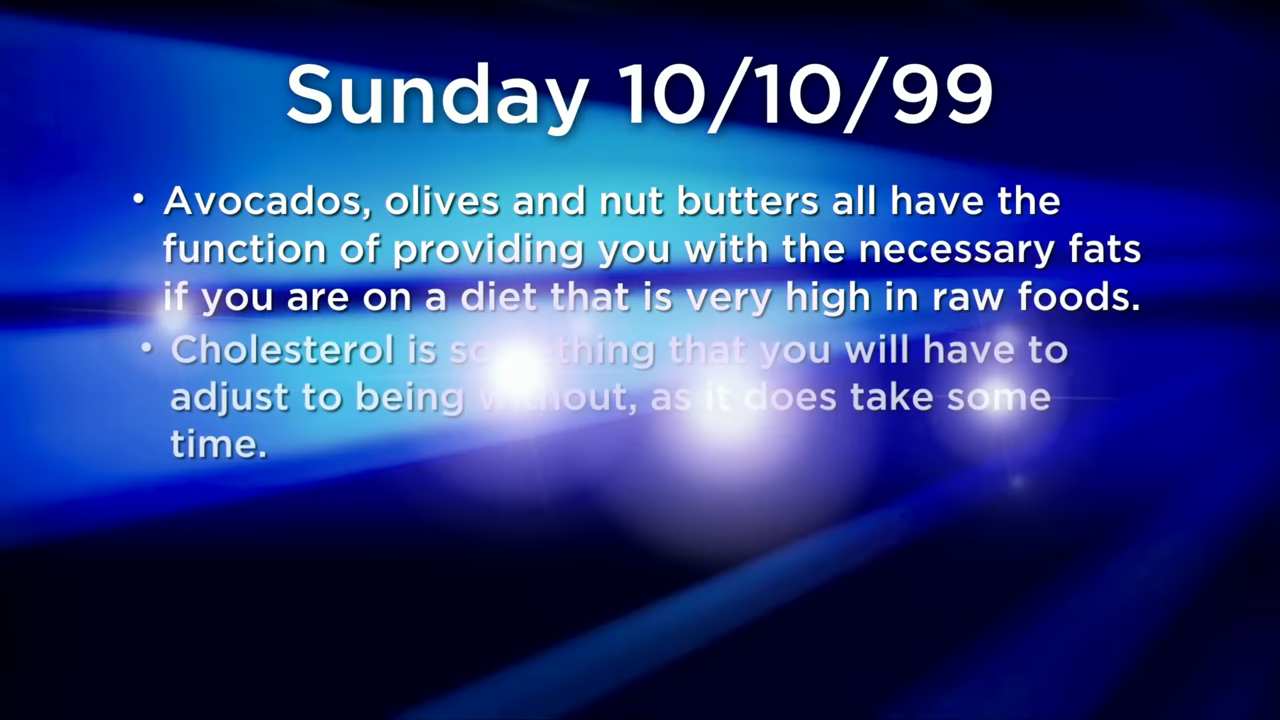 Sunday 10/10/99
• Avocados, olives and nut butters all have the
function of providing you with the necessary fats
if you are on a diet that is very high in raw foods.
• Cholesterol is something that you will have to
adjust to being without, as it does take some
time.